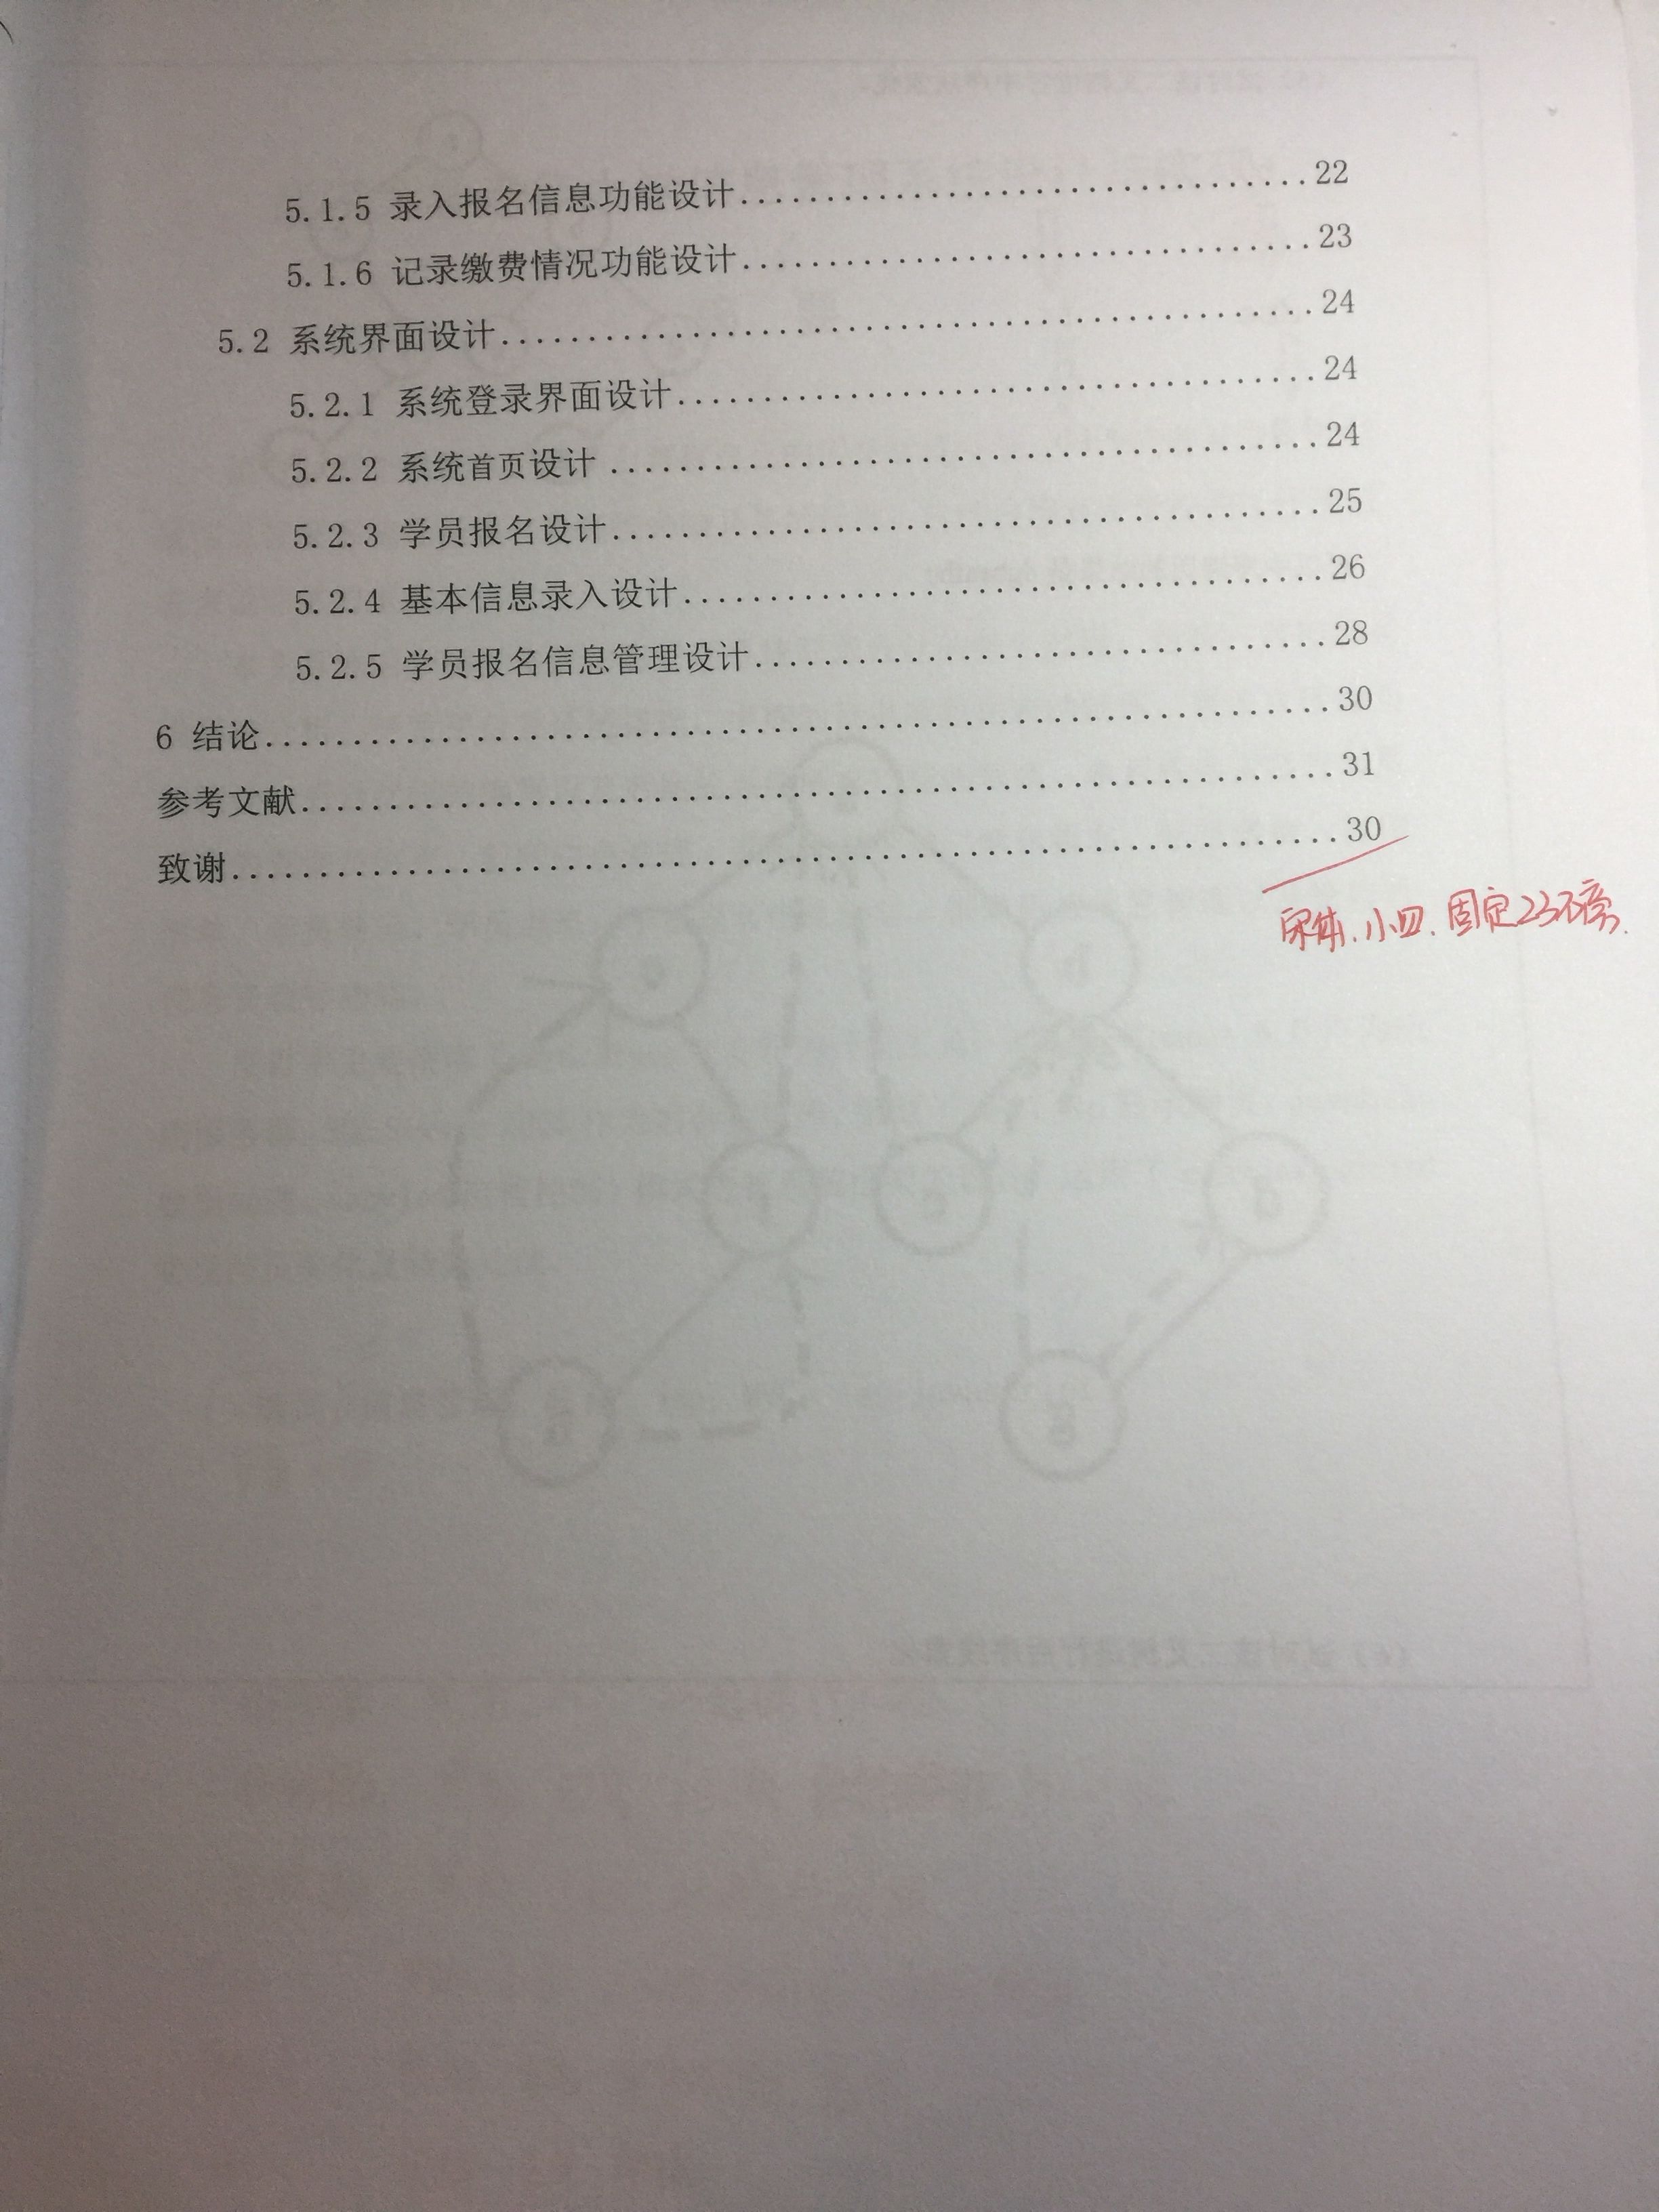 5.1.5 录入报名信息功能设计.................................22
5.1.6 记录缴费情况功能设计.................................23
5.2 系统界面设计...............................................24
5.2.1 系统登录界面设计.....................................24
5.2.2 系统首页设计 .........................................24
5.2.3 学员报名设计.........................................25
5.2.4 基本信息录入设计.....................................26
5.2.5 学员报名信息管理设计.................................28
6 结论.............................................................30
参考文献...........................................................31
致谢...............................................................30
宋体.小四.固定23磅.